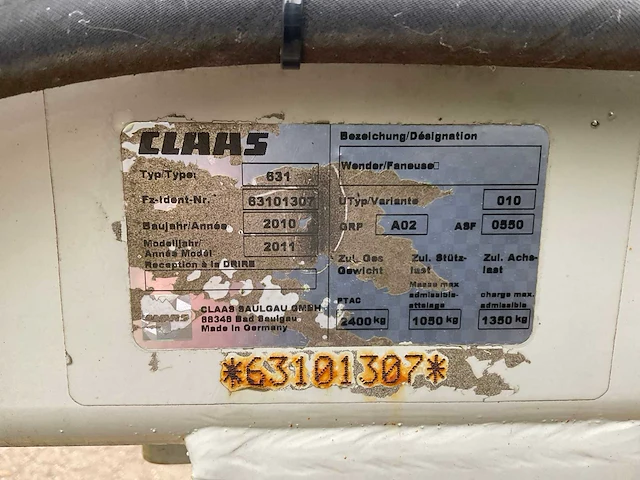 CLAAS
Typ/Type: 631
Fz-Ident-Nr. 63101307
Baujahr/Année 2010
Modelljahr/
Année Model 2011
Reception à la DRIRE
CLAAS SAULGAU GMBH
88348 Bad Saulgau
Made in Germany
Bezeichung/Désignation
Wender/Faneuse
UTyp/Variante 010
GRP A02 ASF 0550
Zul. Ges Zul. Stütz- Zul. Achs-
Gewicht last last
Masse max
admissible- charge max.
PTAC attelage admissible
2400 kg 1050 kg 1350 kg
*63101307*